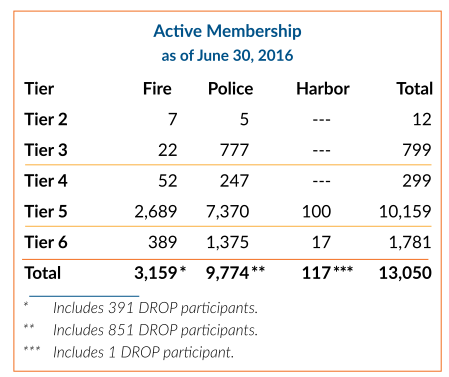 Active Membership
as of June 30, 2016
Tier Fire Police Harbor Total
Tier 2 7 5 --- 12
Tier 3 22 777 --- 799
Tier 4 52 247 --- 299
Tier 5 2,689 7,370 100 10,159
Tier 6 389 1,375 17 1,781
Total 3,159* 9,774** 117*** 13,050
* Includes 391 DROP participants.
** Includes 851 DROP participants.
*** Includes 1 DROP participant.